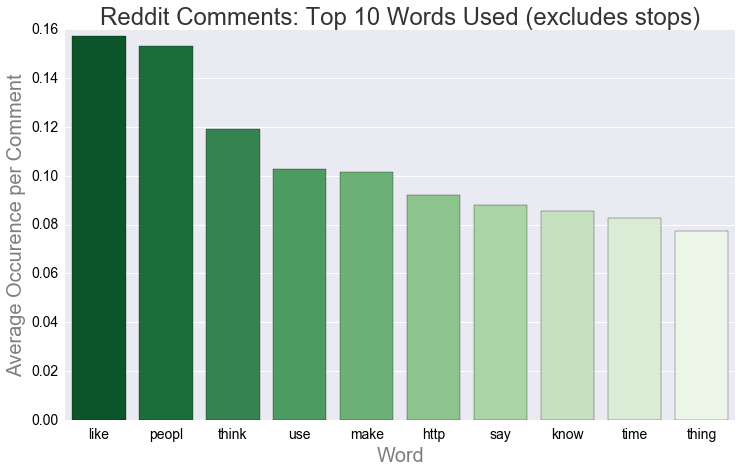 Reddit Comments: Top 10 Words Used (excludes stops)
0.16
0.14
0.12
0.10
0.08
0.06
0.04
0.02
0.00
Average Occurence per Comment
like peopl think use make http say know time thing
Word